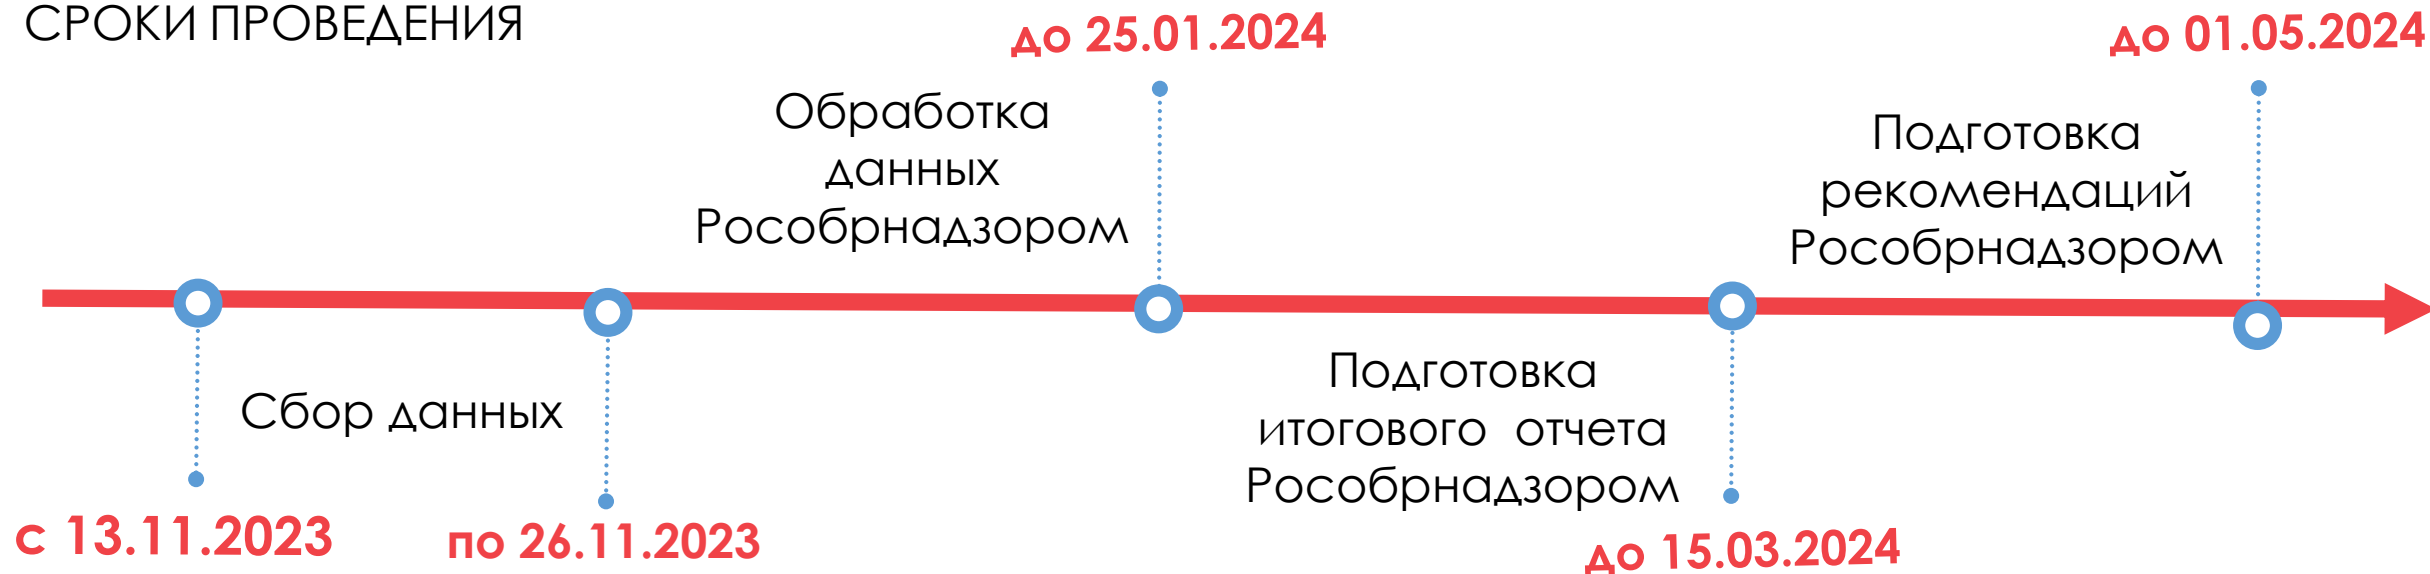 СРОКИ ПРОВЕДЕНИЯ
до 25.01.2024
до 01.05.2024
Обработка
данных
Рособрнадзором
Подготовка
рекомендаций
Рособрнадзором
Сбор данных
Подготовка
итогового отчета
Рособрнадзором
с 13.11.2023
по 26.11.2023
до 15.03.2024